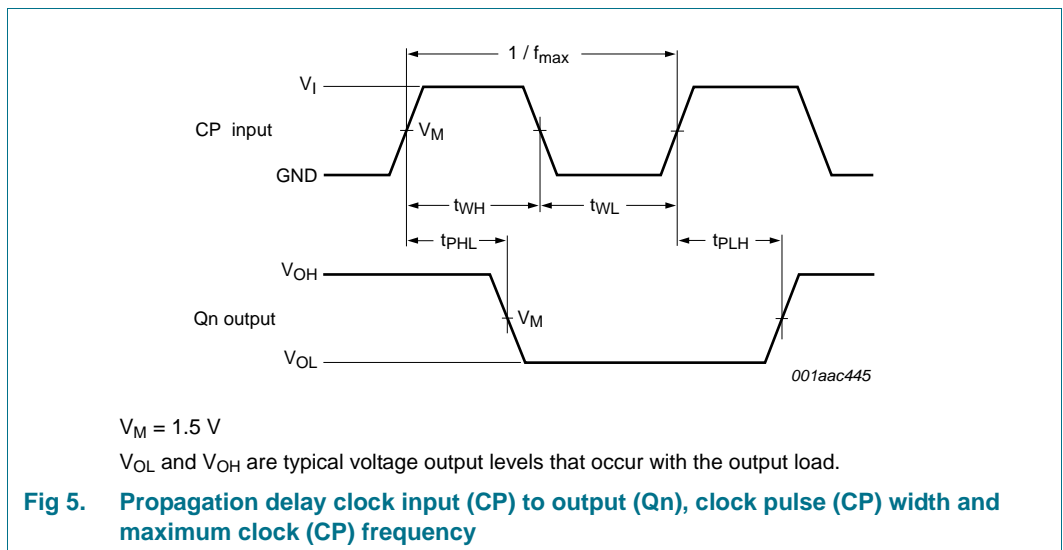 1 / fmax
VI
CP input
VM
GND
tWH
tWL
tPHL
tPLH
VOH
Qn output
VM
VOL
001aac445
VM = 1.5 V
VOL and VOH are typical voltage output levels that occur with the output load.
Fig 5. Propagation delay clock input (CP) to output (Qn), clock pulse (CP) width and
maximum clock (CP) frequency